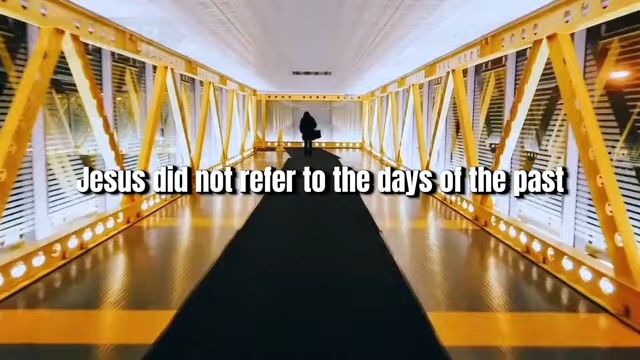 Jesus did not refer to the days of the past